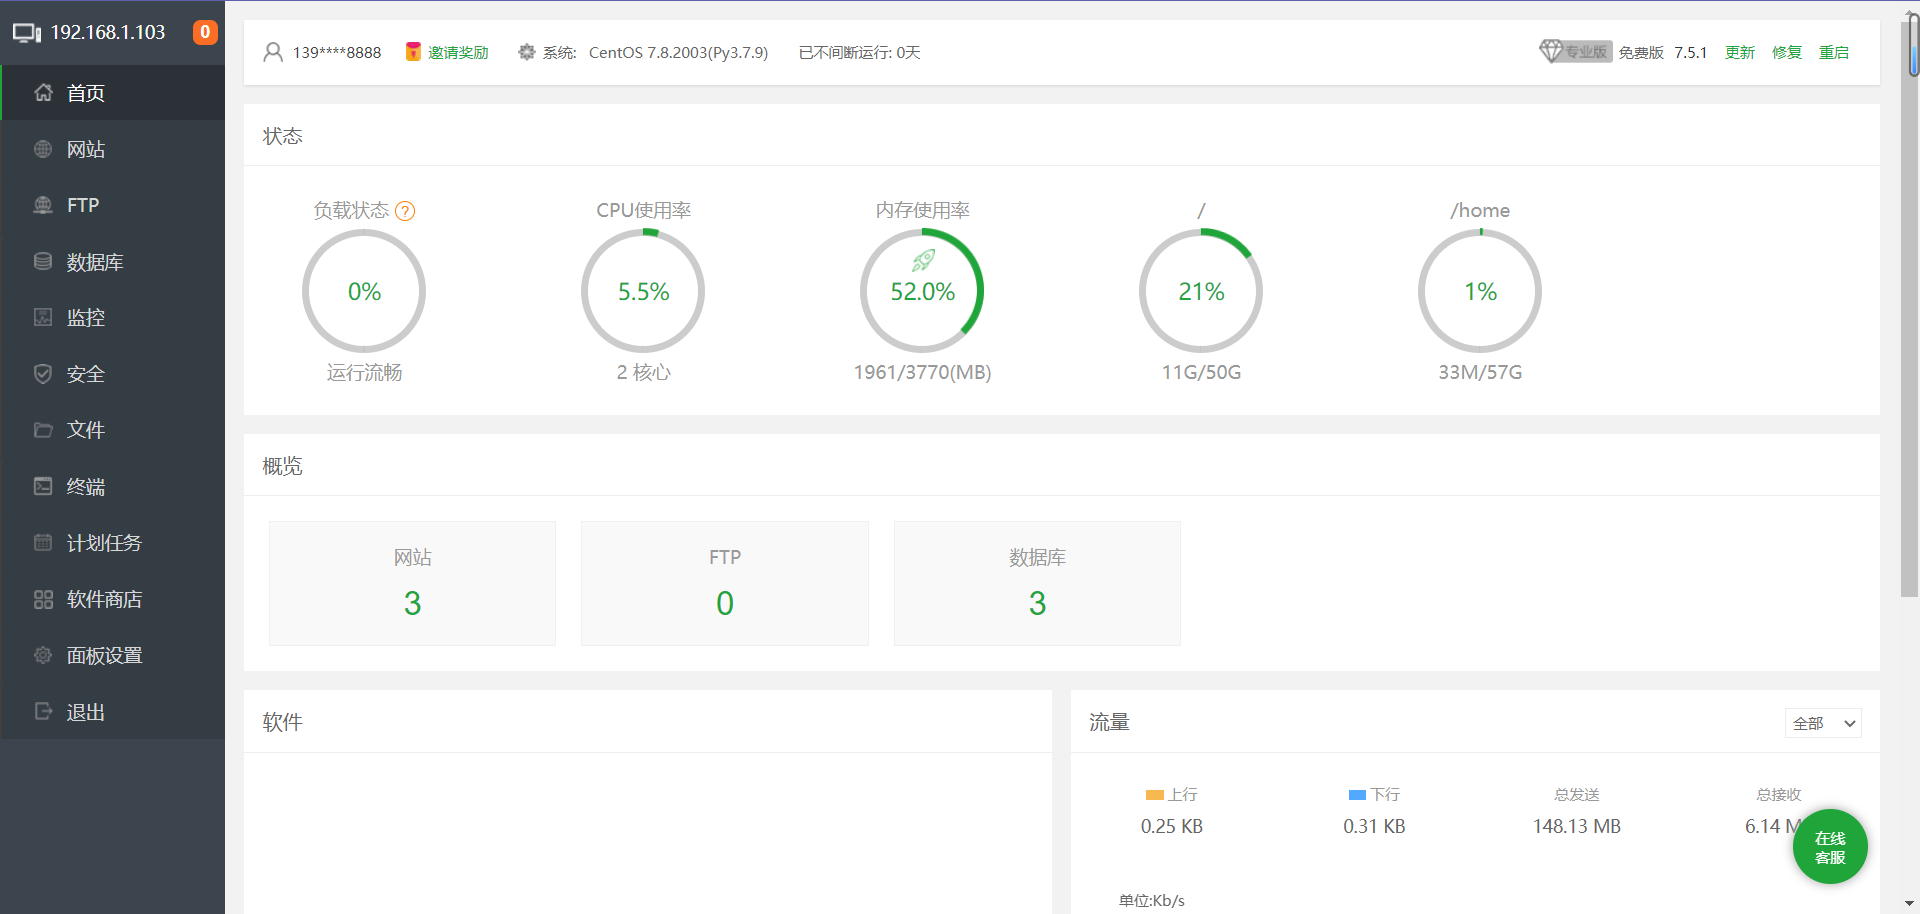 192.168.1.103
0
首页
网站
FTP
数据库
监控
安全
文件
终端
计划任务
软件商店
面板设置
退出
139****8888 邀请奖励 系统: CentOS 7.8.2003(Py3.7.9) 已不间断运行: 0天 专业版 免费版 7.5.1 更新 修复 重启
状态
负载状态 ? CPU使用率 内存使用率 / /home
0% 5.5% 52.0% 21% 1%
运行流畅 2 核心 1961/3770(MB) 11G/50G 33M/57G
概览
网站 FTP 数据库
3 0 3
软件
流量 全部
上行 下行 总发送 总接收
0.25 KB 0.31 KB 148.13 MB 6.14 M
在线
客服
单位:Kb/s